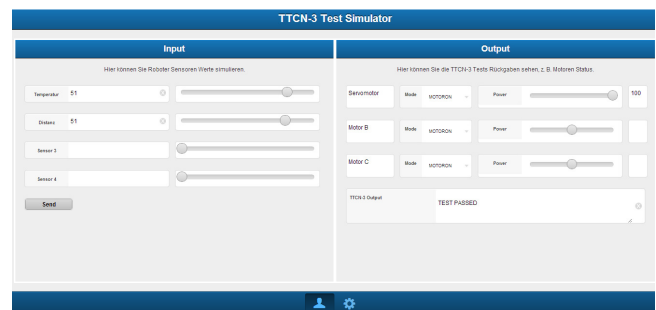 TTCN-3 Test Simulator
Input
Hier können Sie Roboter Sensoren Werte simulieren.
Temperatur 51
Distanz 51
Sensor 3
Sensor 4
Send
Output
Hier können Sie die TTCN-3 Tests Rückgaben sehen, z. B. Motoren Status.
Servomotor Mode MOTORON Power 100
Motor B Mode MOTORON Power
Motor C Mode MOTORON Power
TTCN-3 Output TEST PASSED